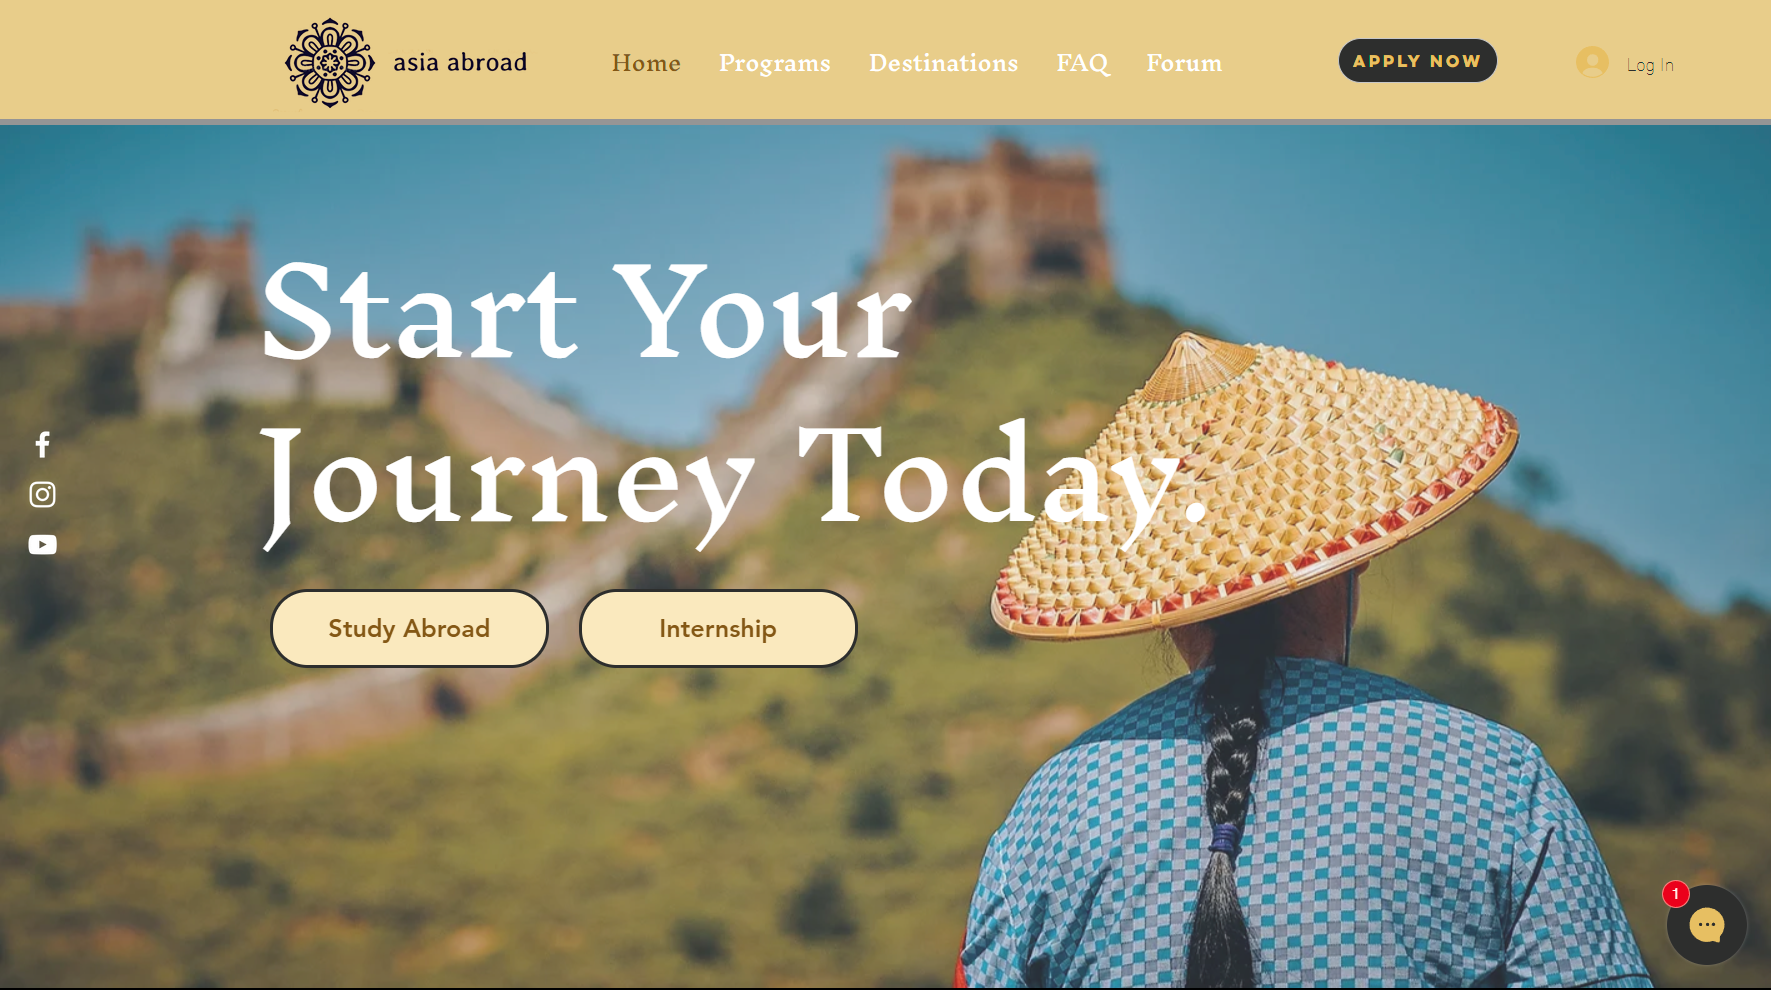 asia abroad
Home Programs Destinations FAQ Forum
APPLY NOW
Log In
Start Your
Journey Today.
Study Abroad Internship
1